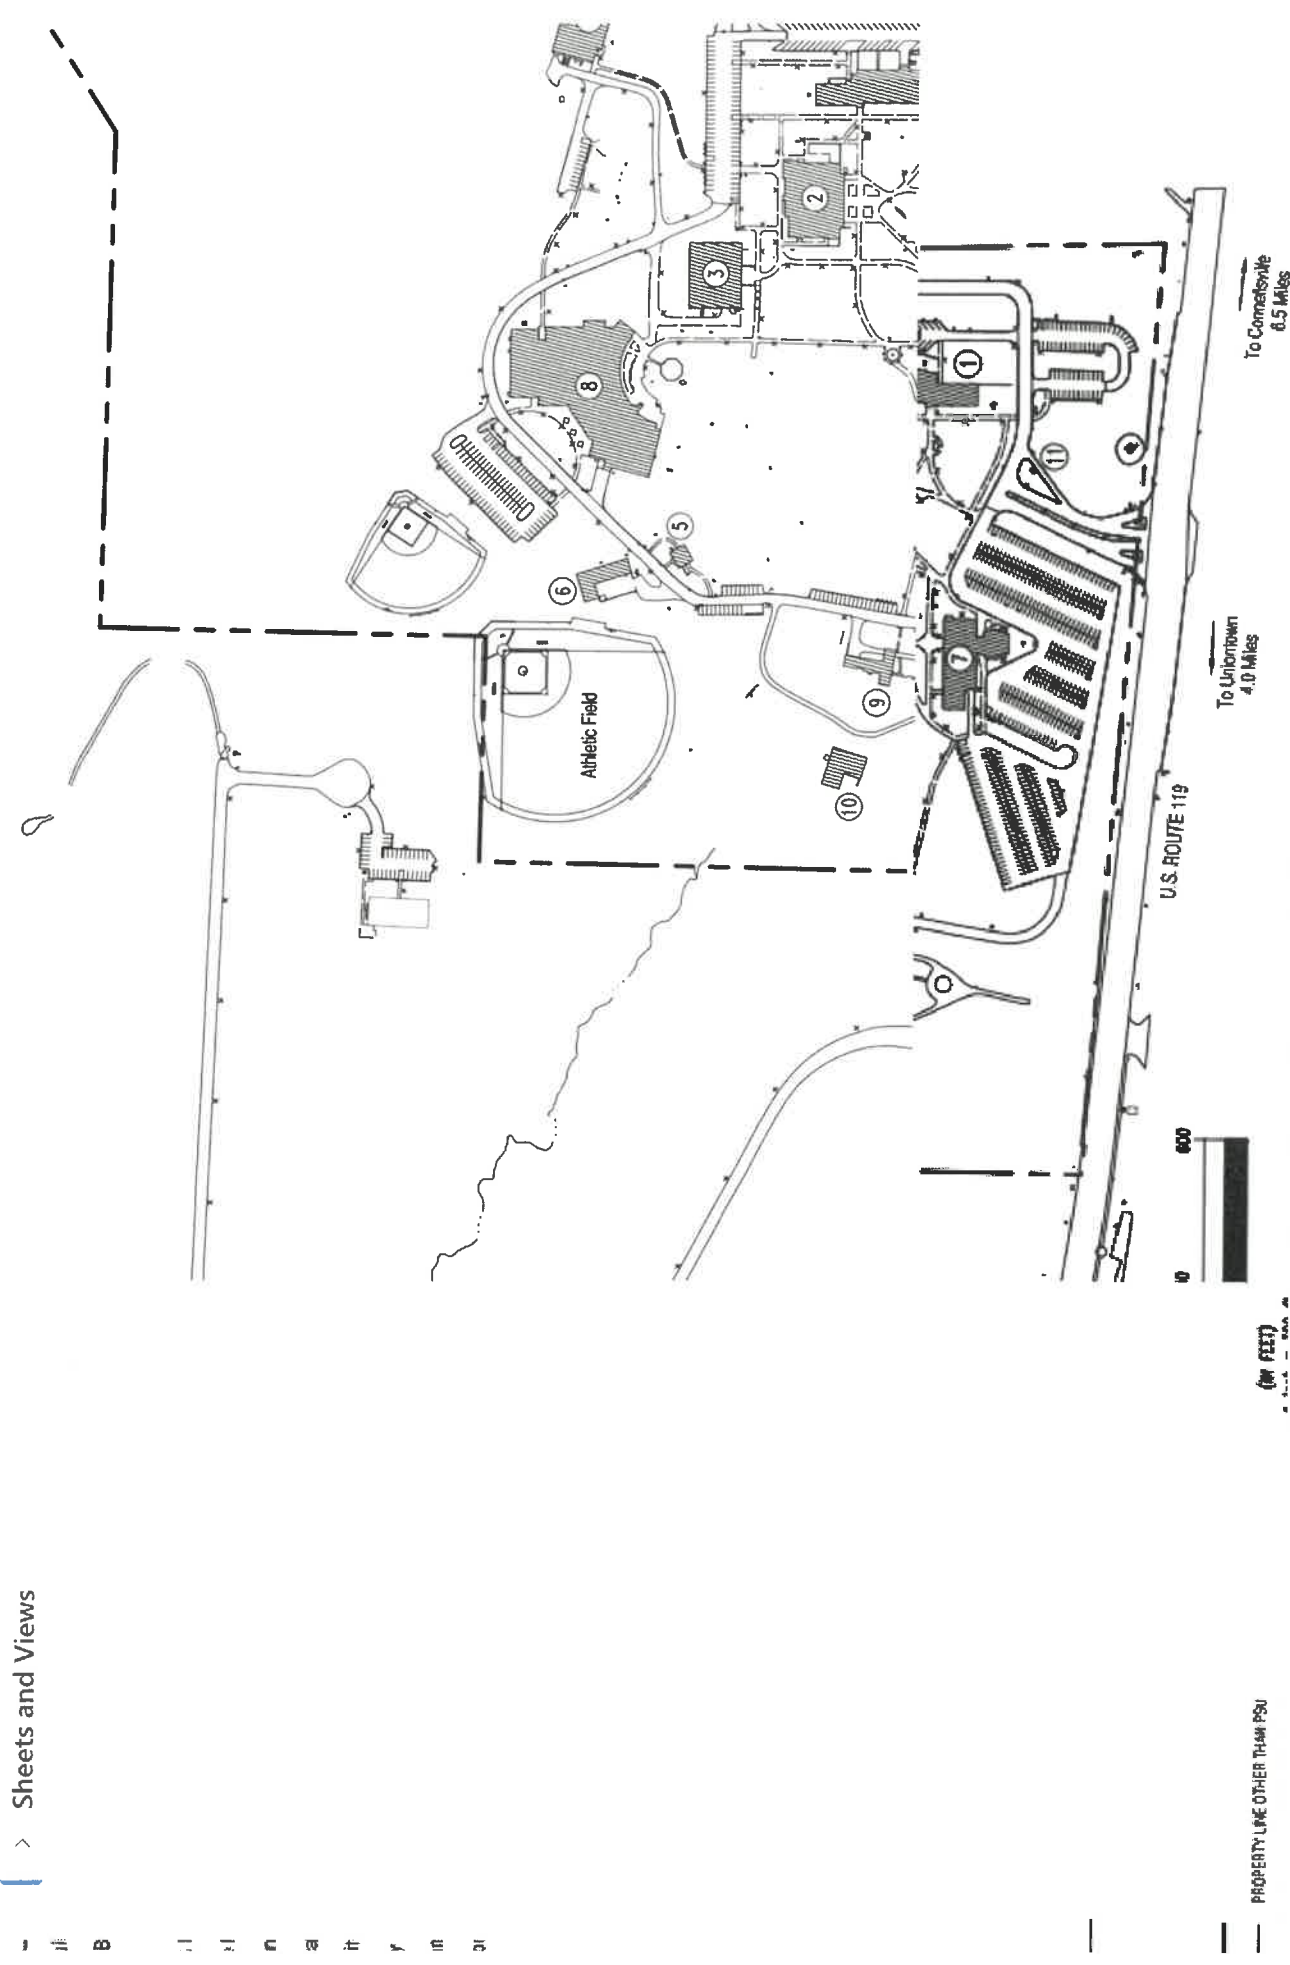 > Sheets and Views
B
n
y
2
3
8
5
6
1
11
7
9
10
Athletic Field
To Connellsville
6.5 Miles
To Uniontown
4.0 Miles
U.S. ROUTE 119
600
(IN FEET)
PROPERTY LINE OTHER THAN PSU